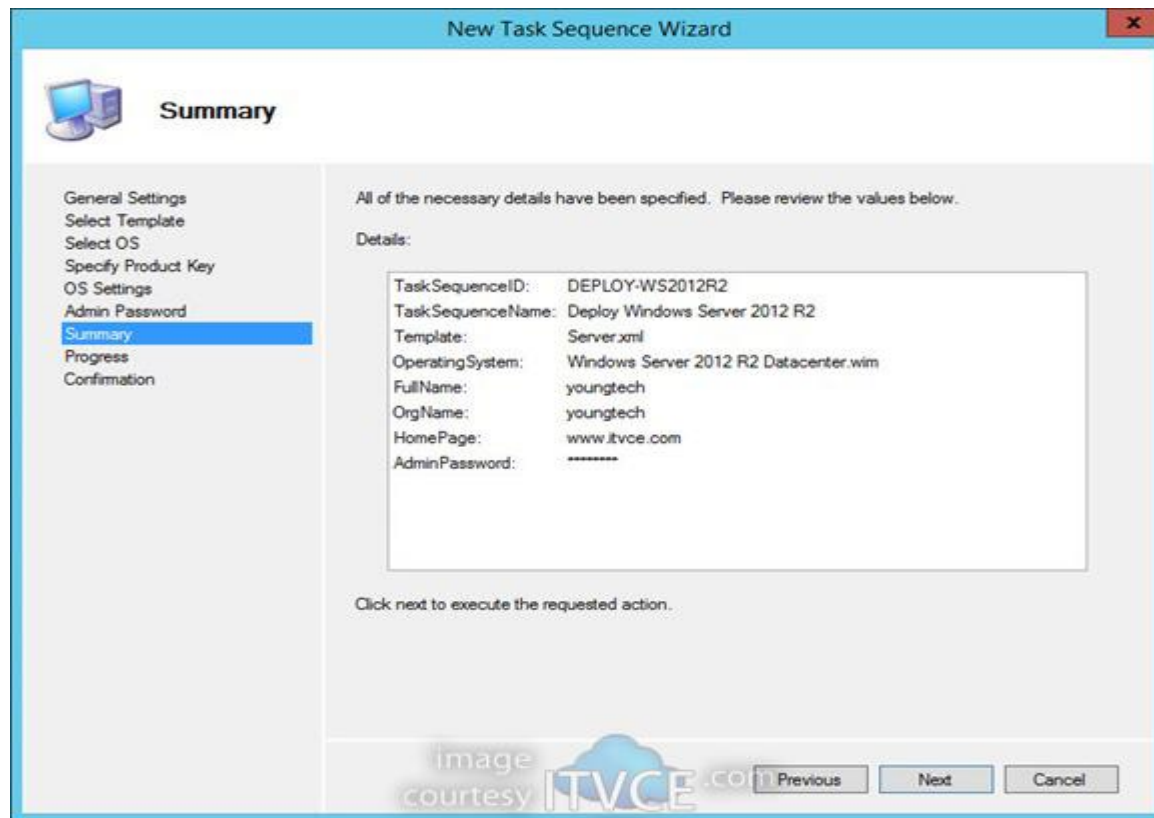 New Task Sequence Wizard
x
Summary
General Settings
Select Template
Select OS
Specify Product Key
OS Settings
Admin Password
Summary
Progress
Confirmation
All of the necessary details have been specified. Please review the values below.
Details:
TaskSequenceID: DEPLOY-WS2012R2
TaskSequenceName: Deploy Windows Server 2012 R2
Template: Server.xml
OperatingSystem: Windows Server 2012 R2 Datacenter.wim
FullName: youngtech
OrgName: youngtech
HomePage: www.itvce.com
AdminPassword: ********
Click next to execute the requested action.
image courtesy ITVCE.com
Previous Next Cancel